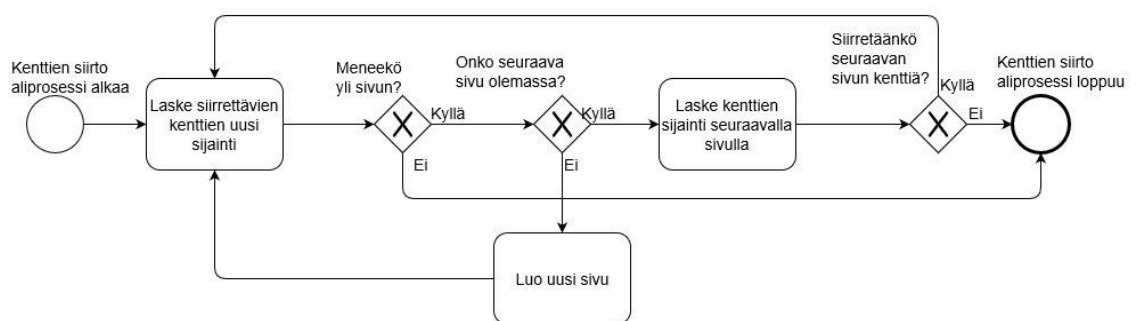 Kenttien siirto
aliprosessi alkaa
Laske siirrettävien
kenttien uusi
sijainti
Meneekö
yli sivun?
Kyllä
Ei
Onko seuraava
sivu olemassa?
Kyllä
Ei
Luo uusi sivu
Laske kenttien
sijainti seuraavalla
sivulla
Siirretäänkö
seuraavan
sivun kenttiä?
Kyllä
Ei
Kenttien siirto
aliprosessi loppuu